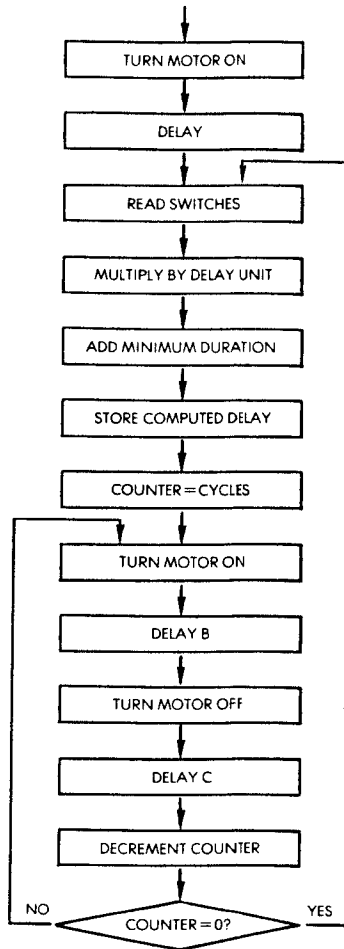 TURN MOTOR ON
DELAY
READ SWITCHES
MULTIPLY BY DELAY UNIT
ADD MINIMUM DURATION
STORE COMPUTED DELAY
COUNTER=CYCLES
TURN MOTOR ON
DELAY B
TURN MOTOR OFF
DELAY C
DECREMENT COUNTER
NO
COUNTER=0?
YES